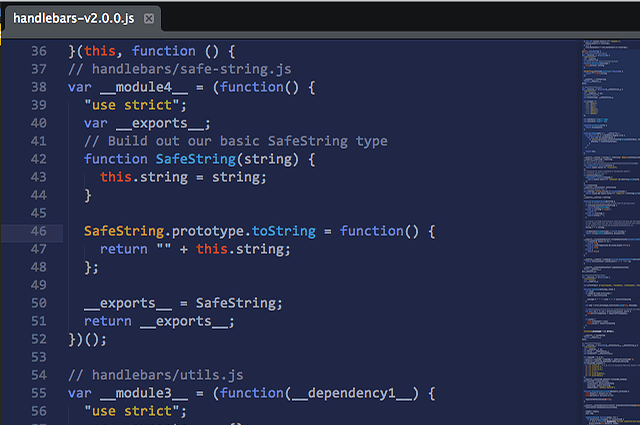 handlebars-v2.0.0.js
36 }(this, function () {
37 // handlebars/safe-string.js
38 var __module4__ = (function() {
39 "use strict";
40 var __exports__;
41 // Build out our basic SafeString type
42 function SafeString(string) {
43 this.string = string;
44 }
45
46 SafeString.prototype.toString = function() {
47 return "" + this.string;
48 };
49
50 __exports__ = SafeString;
51 return __exports__;
52 })();
53
54 // handlebars/utils.js
55 var __module3__ = (function(__dependency1__) {
56 "use strict";